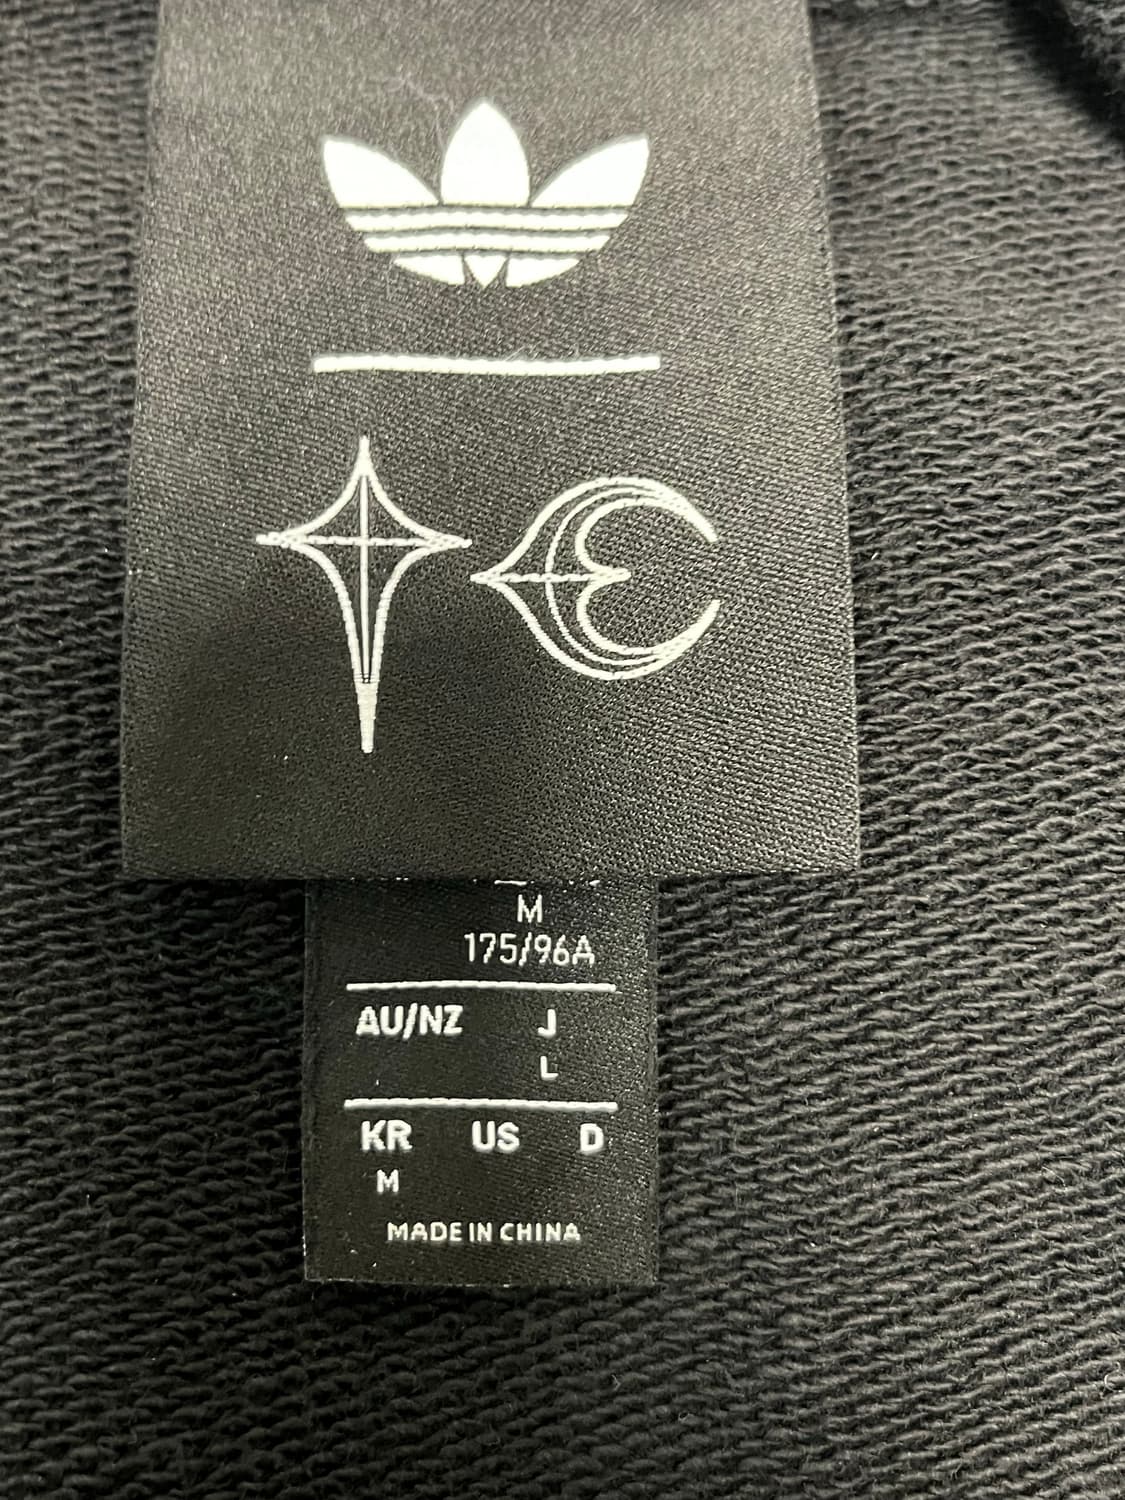 M
175/96A
AU/NZ J
L
KR US D
M
MADE IN CHINA